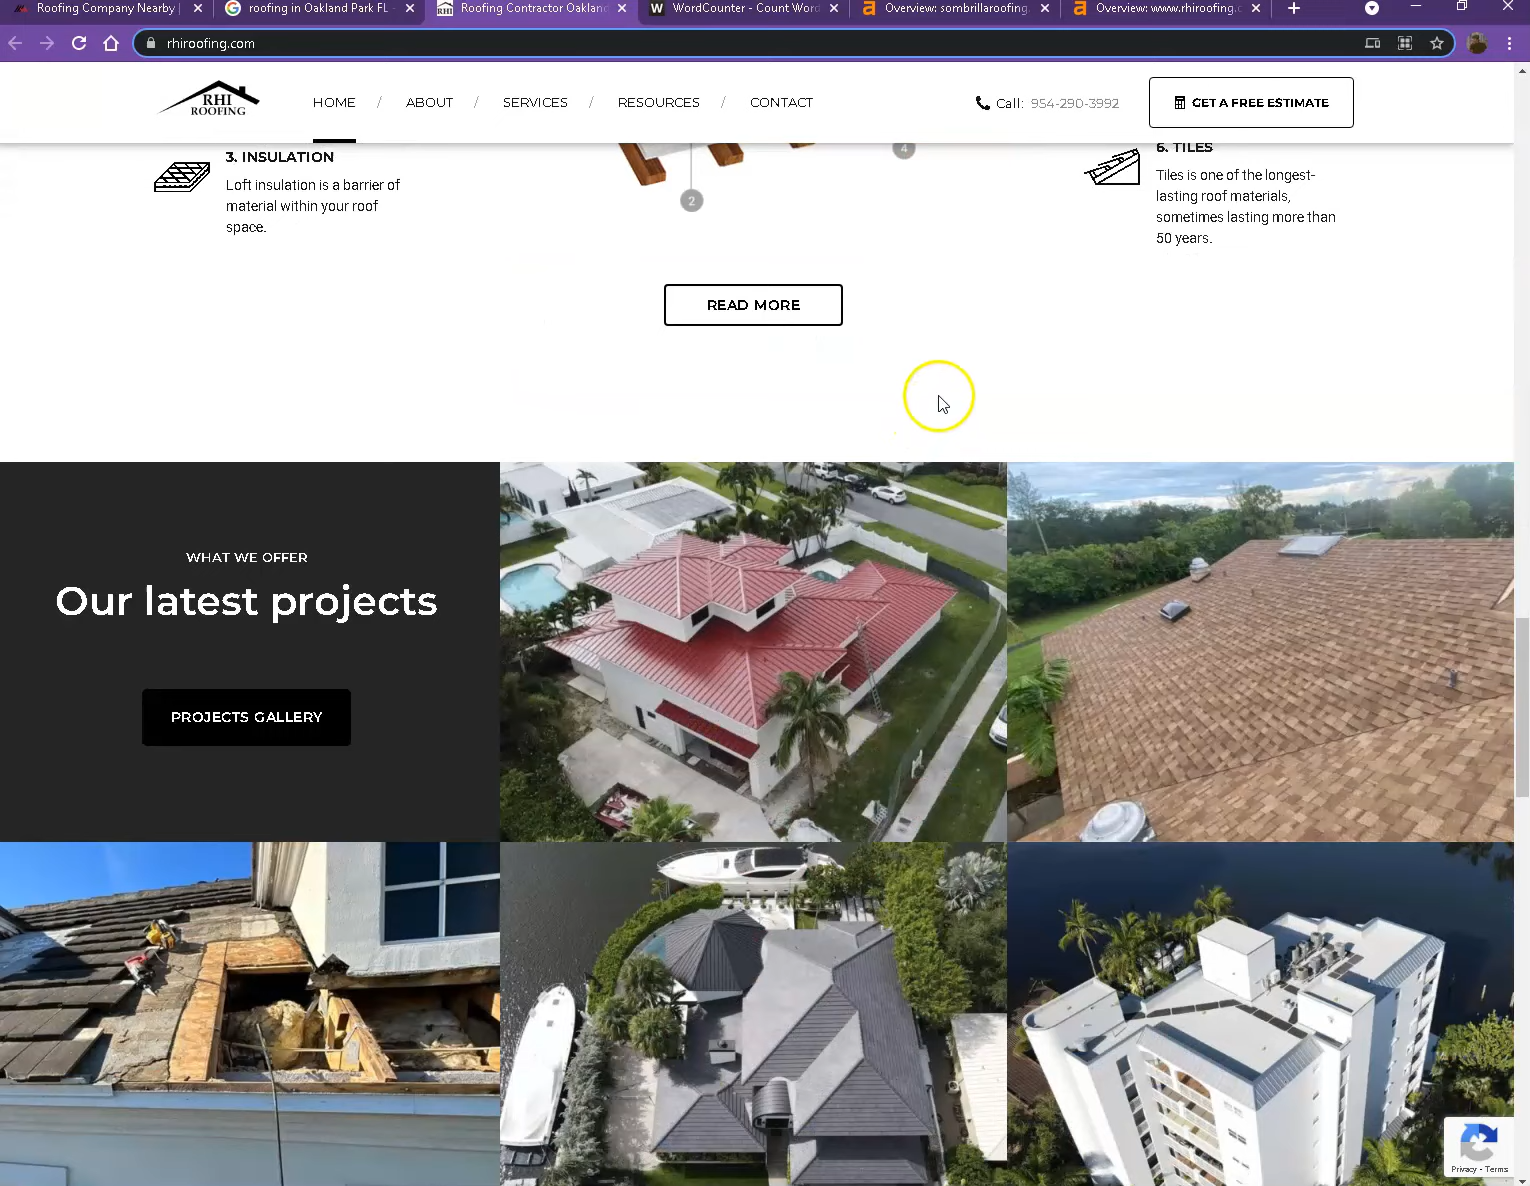 Roofing Company Nearby |
roofing in Oakland Park FL -
Roofing Contractor Oakland
WordCounter - Count Word
Overview: sombrillaroofing.
Overview: www.rhiroofing.c
rhiroofing.com
RHI
ROOFING
HOME / ABOUT / SERVICES / RESOURCES / CONTACT
Call: 954-290-3992
GET A FREE ESTIMATE
3. INSULATION
Loft insulation is a barrier of
material within your roof
space.
4
2
6. TILES
Tiles is one of the longest-
lasting roof materials,
sometimes lasting more than
50 years.
READ MORE
WHAT WE OFFER
Our latest projects
PROJECTS GALLERY
Privacy - Terms